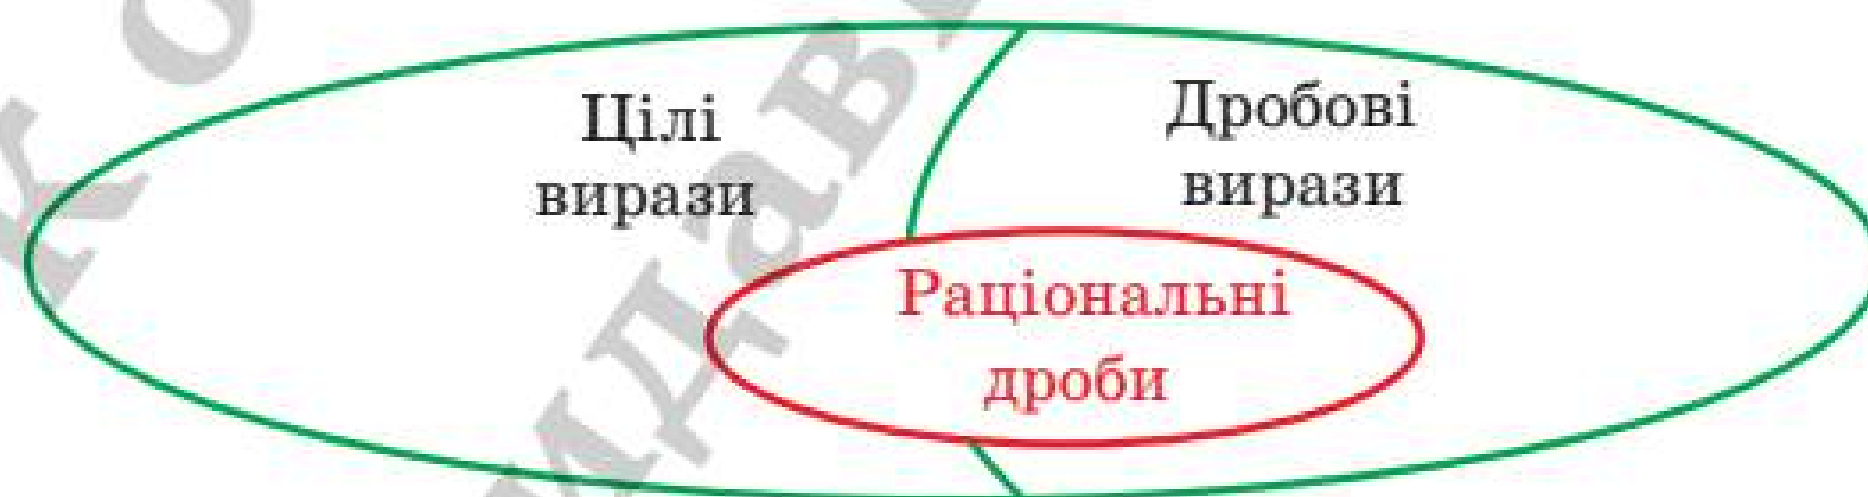 Цілі
вирази
Дробові
вирази
Раціональні
дроби